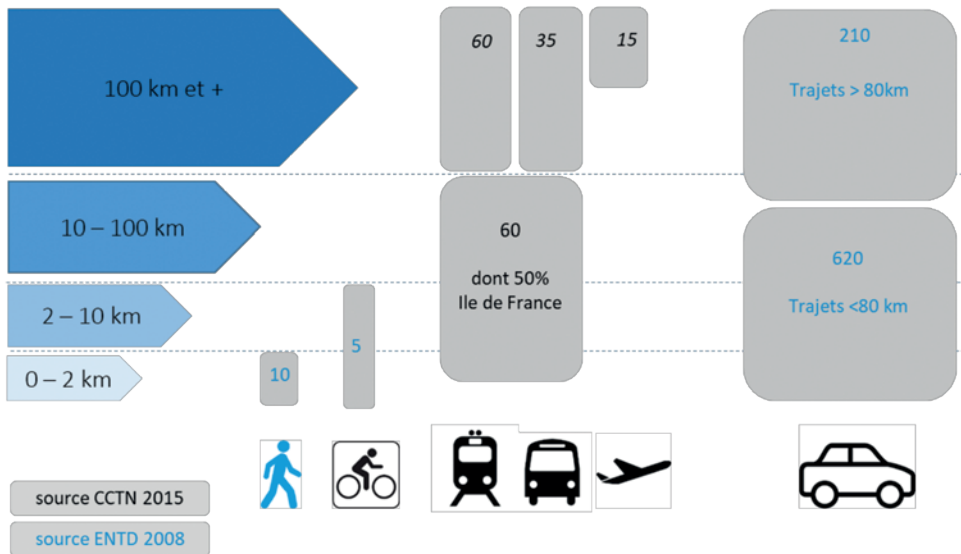 100 km et +
60
35
15
210
Trajets > 80km
10 – 100 km
60
dont 50%
Ile de France
620
Trajets <80 km
2 – 10 km
5
0 – 2 km
10
source CCTN 2015
source ENTD 2008